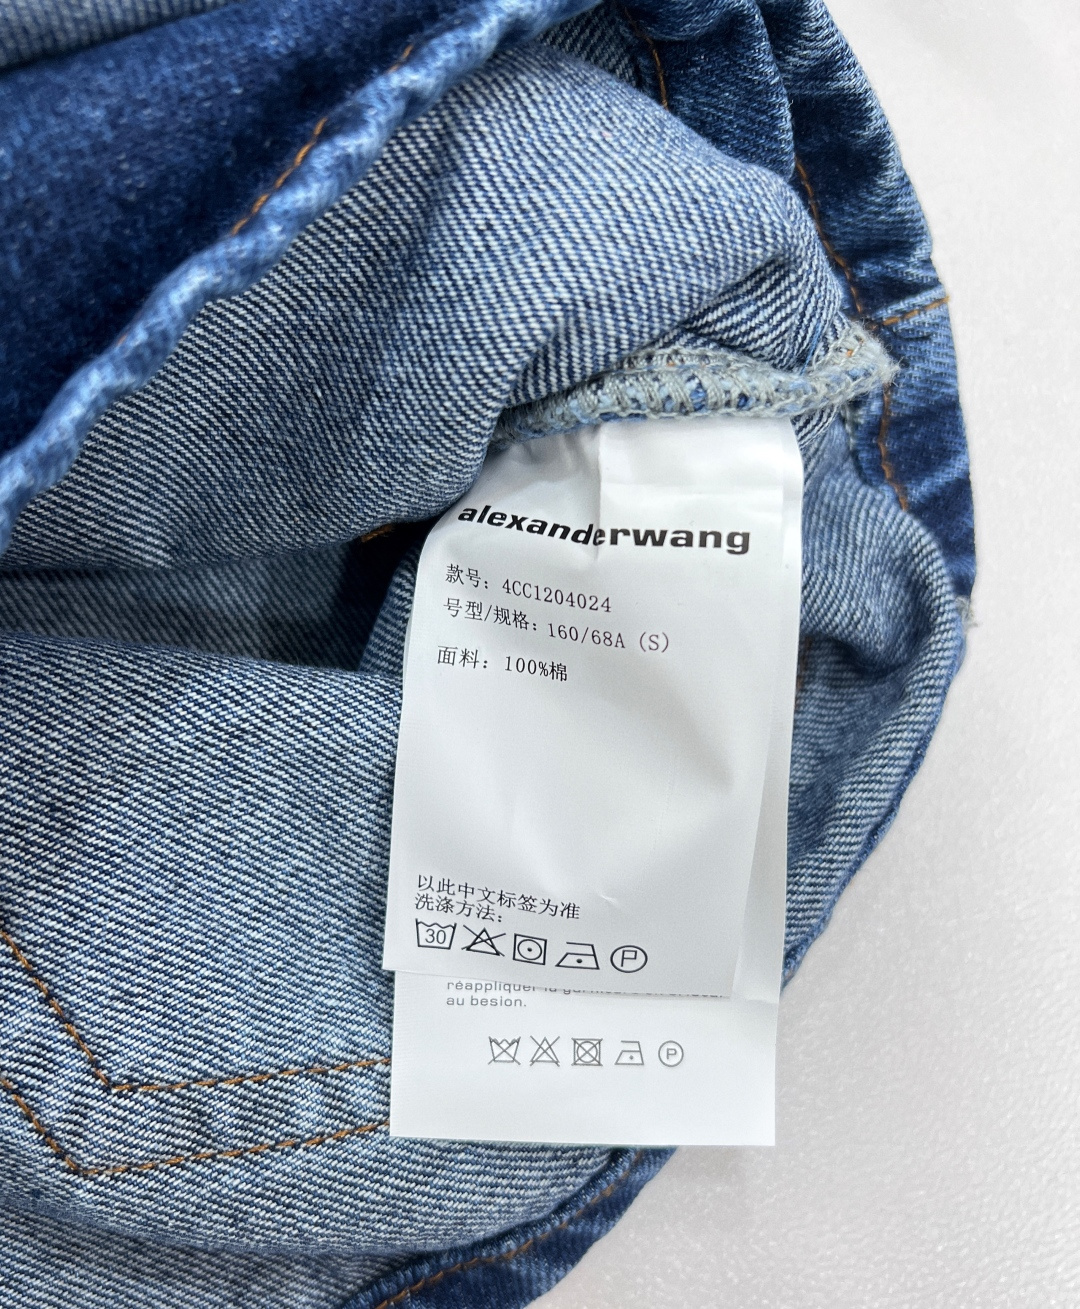 alexanderwang
款号: 4CC1204024
号型/规格: 160/68A (S)
面料: 100%棉
以此中文标签为准
洗涤方法:
30 P
réappliquer
au besion.
P